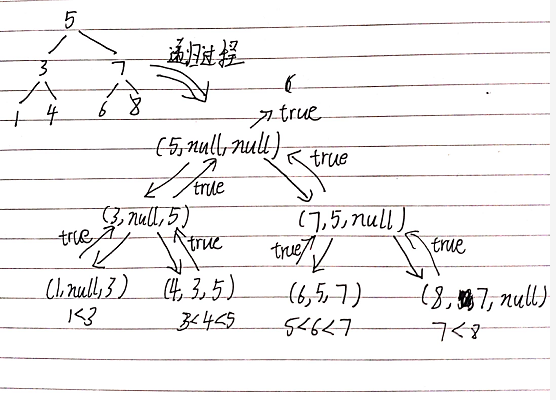 5
3 7 递归过程
1 4 6 8
true
(5,null,null)
true true
(3,null,5) (7,5,null)
true true true true
(1,null,3) (4,3,5) (6,5,7) (8,7,null)
1<3 3<4<5 5<6<7 7<8